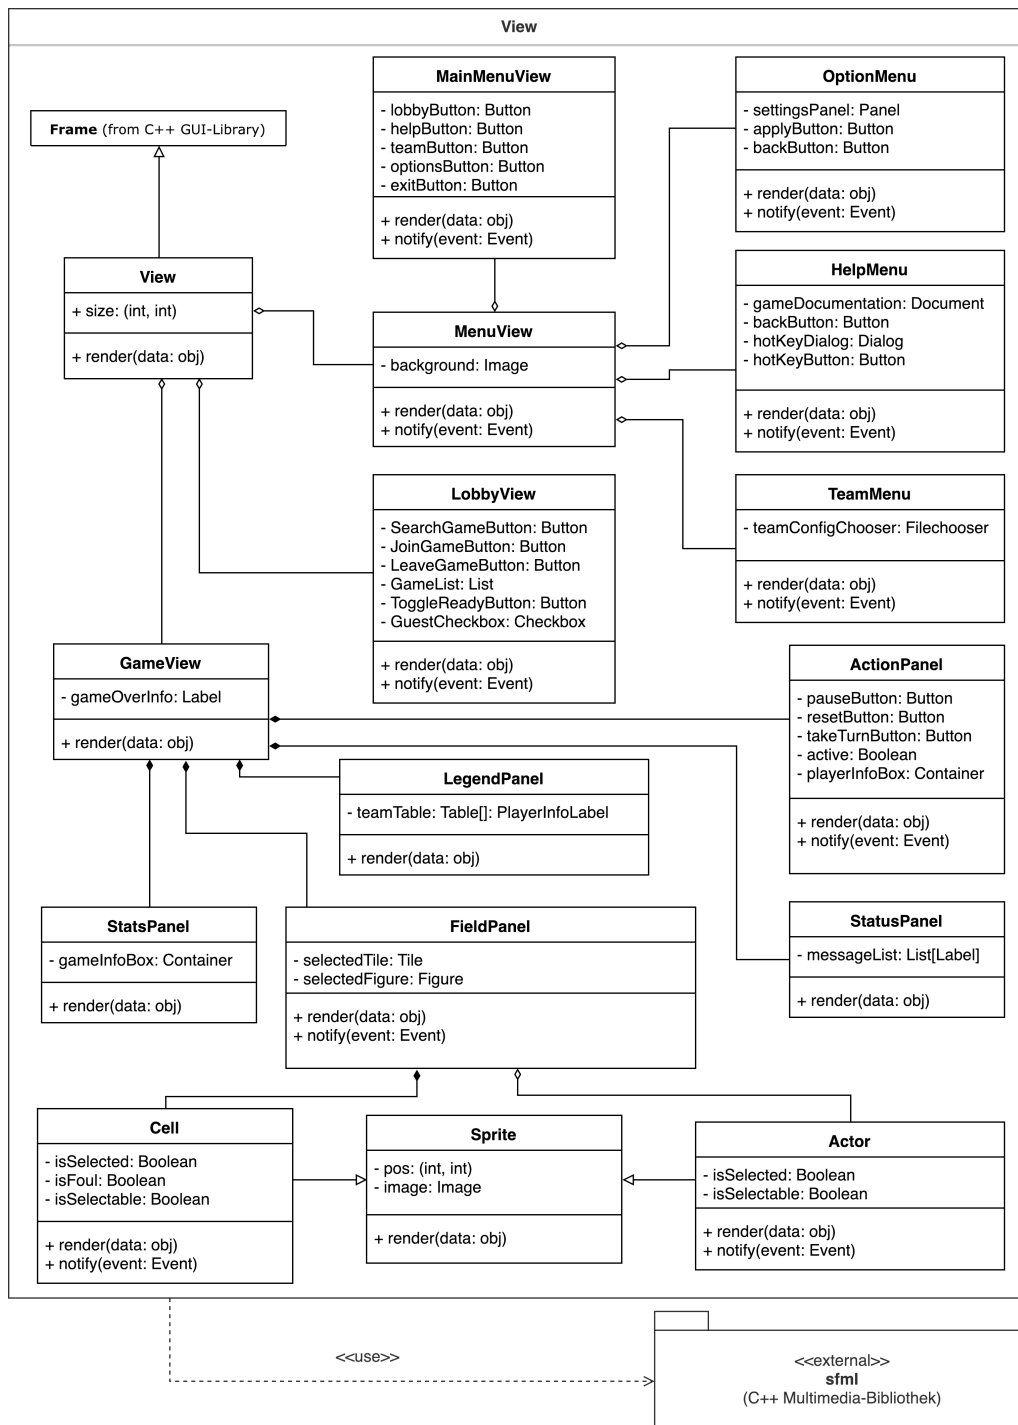 View
MainMenuView
- lobbyButton: Button
- helpButton: Button
- teamButton: Button
- optionsButton: Button
- exitButton: Button
+ render(data: obj)
+ notify(event: Event)
OptionMenu
- settingsPanel: Panel
- applyButton: Button
- backButton: Button
+ render(data: obj)
+ notify(event: Event)
Frame (from C++ GUI-Library)
View
+ size: (int, int)
+ render(data: obj)
MenuView
- background: Image
+ render(data: obj)
+ notify(event: Event)
HelpMenu
- gameDocumentation: Document
- backButton: Button
- hotKeyDialog: Dialog
- hotKeyButton: Button
+ render(data: obj)
+ notify(event: Event)
LobbyView
- SearchGameButton: Button
- JoinGameButton: Button
- LeaveGameButton: Button
- GameList: List
- ToggleReadyButton: Button
- GuestCheckbox: Checkbox
+ render(data: obj)
+ notify(event: Event)
TeamMenu
- teamConfigChooser: Filechooser
+ render(data: obj)
+ notify(event: Event)
GameView
- gameOverInfo: Label
+ render(data: obj)
ActionPanel
- pauseButton: Button
- resetButton: Button
- takeTurnButton: Button
- active: Boolean
- playerInfoBox: Container
+ render(data: obj)
+ notify(event: Event)
LegendPanel
- teamTable: Table[]: PlayerInfoLabel
+ render(data: obj)
StatsPanel
- gameInfoBox: Container
+ render(data: obj)
FieldPanel
- selectedTile: Tile
- selectedFigure: Figure
+ render(data: obj)
+ notify(event: Event)
StatusPanel
- messageList: List[Label]
+ render(data: obj)
Cell
- isSelected: Boolean
- isFoul: Boolean
- isSelectable: Boolean
+ render(data: obj)
+ notify(event: Event)
Sprite
- pos: (int, int)
- image: Image
+ render(data: obj)
Actor
- isSelected: Boolean
- isSelectable: Boolean
+ render(data: obj)
+ notify(event: Event)
<<use>>
<<external>>
sfml
(C++ Multimedia-Bibliothek)